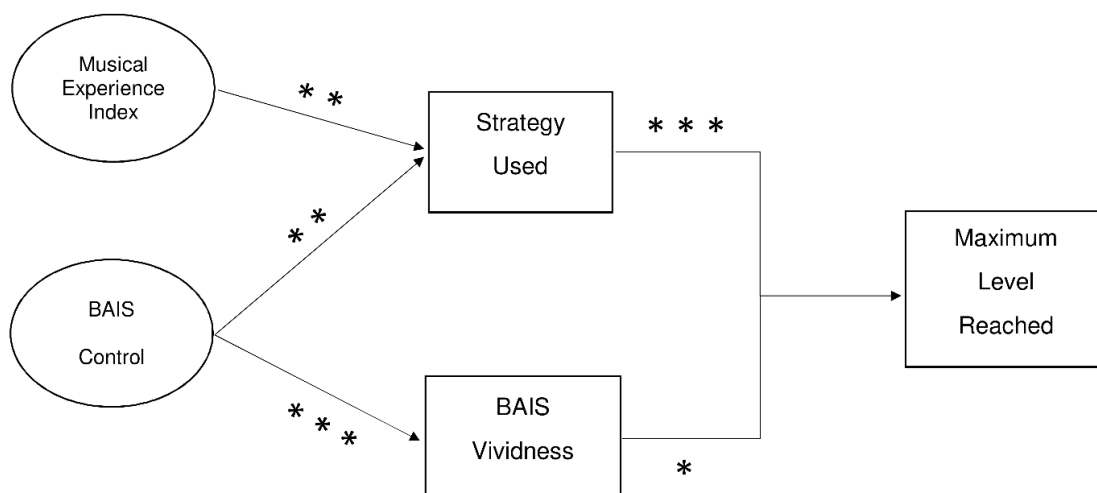 Musical
Experience
Index
* *
Strategy
Used
* * *
* *
BAIS
Control
* * *
BAIS
Vividness
*
Maximum
Level
Reached